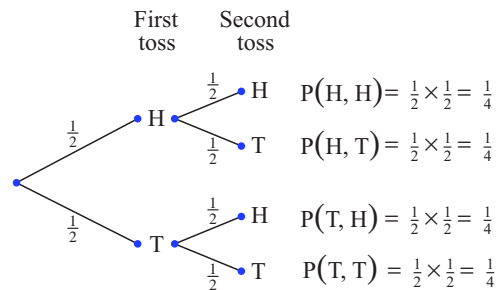 First Second
toss toss
1/2 H P(H, H) = 1/2 × 1/2 = 1/4
1/2 H
1/2 T P(H, T) = 1/2 × 1/2 = 1/4
1/2 H P(T, H) = 1/2 × 1/2 = 1/4
1/2 T
1/2 T P(T, T) = 1/2 × 1/2 = 1/4